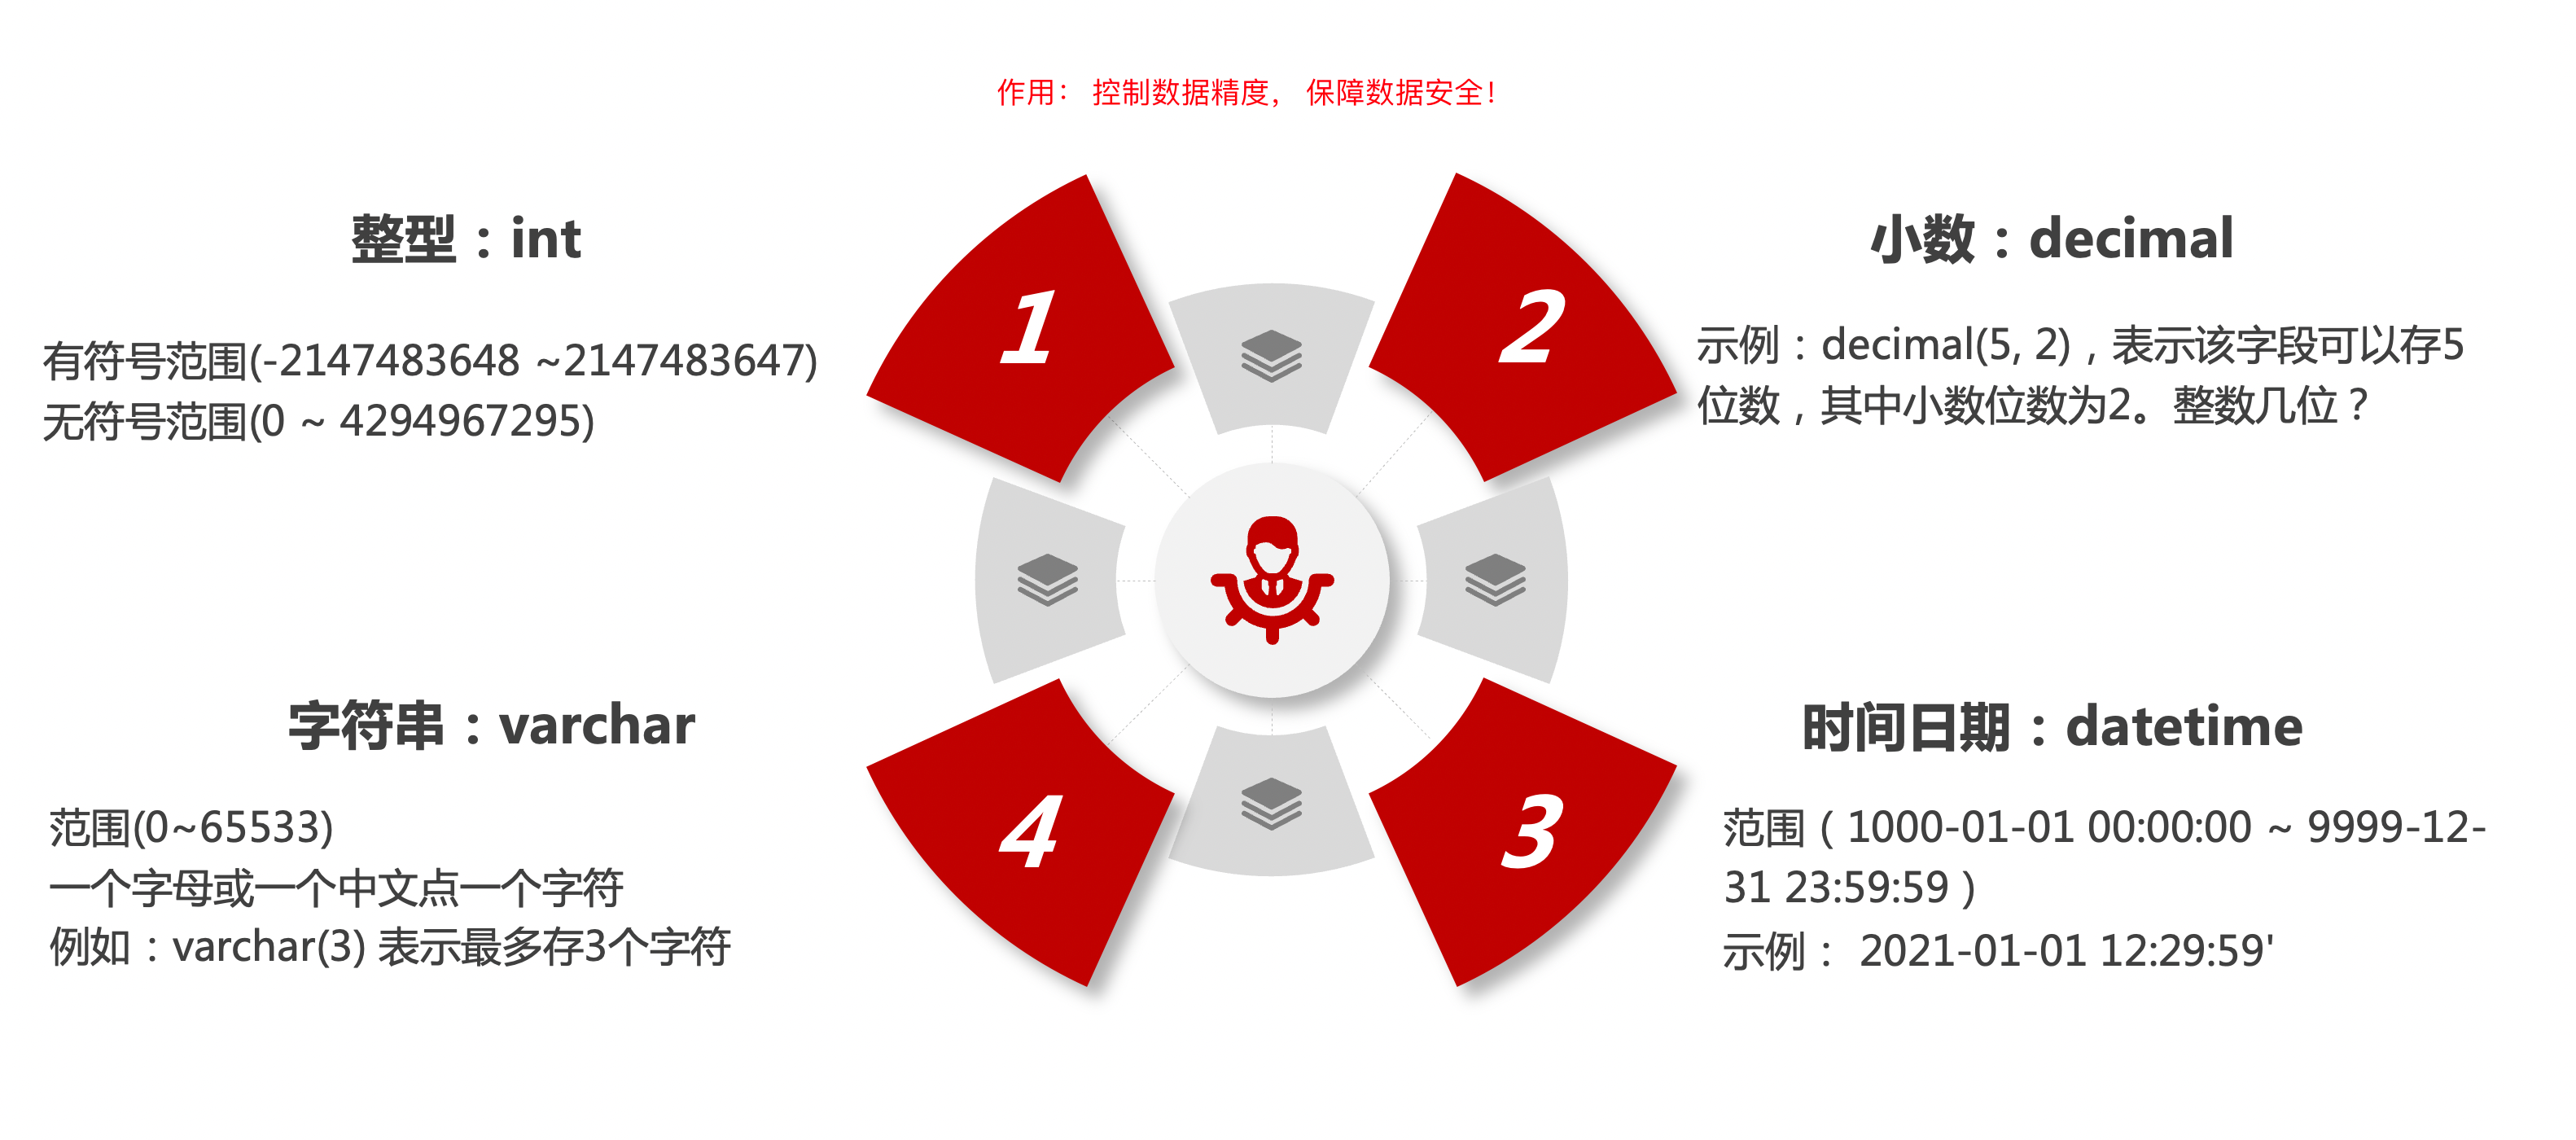 作用： 控制数据精度， 保障数据安全！
整型：int
有符号范围(-2147483648 ~2147483647)
无符号范围(0 ~ 4294967295)
1
2
小数：decimal
示例：decimal(5, 2)，表示该字段可以存5
位数，其中小数位数为2。整数几位？
字符串：varchar
范围(0~65533)
一个字母或一个中文点一个字符
例如：varchar(3) 表示最多存3个字符
4
3
时间日期：datetime
范围（1000-01-01 00:00:00 ~ 9999-12-
31 23:59:59）
示例： 2021-01-01 12:29:59'